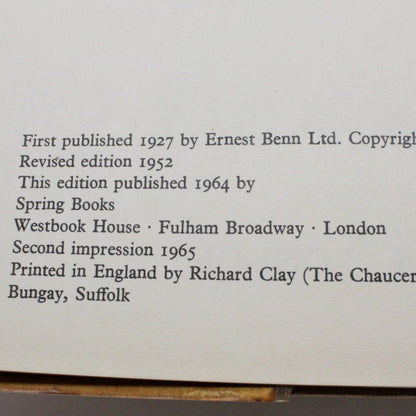 First published 1927 by Ernest Benn Ltd.
Revised edition 1952
This edition published 1964 by
Spring Books
Westbook House · Fulham Broadway · London
Second impression 1965
Printed in England by Richard Clay (The Chaucer
Bungay, Suffolk